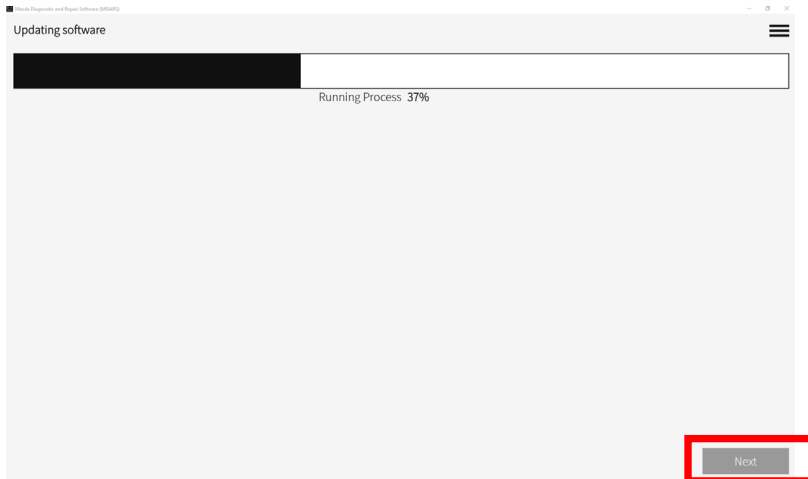 Mazda Diagnostic and Repair Software (MDARS)
Updating software
Running Process 37%
Next